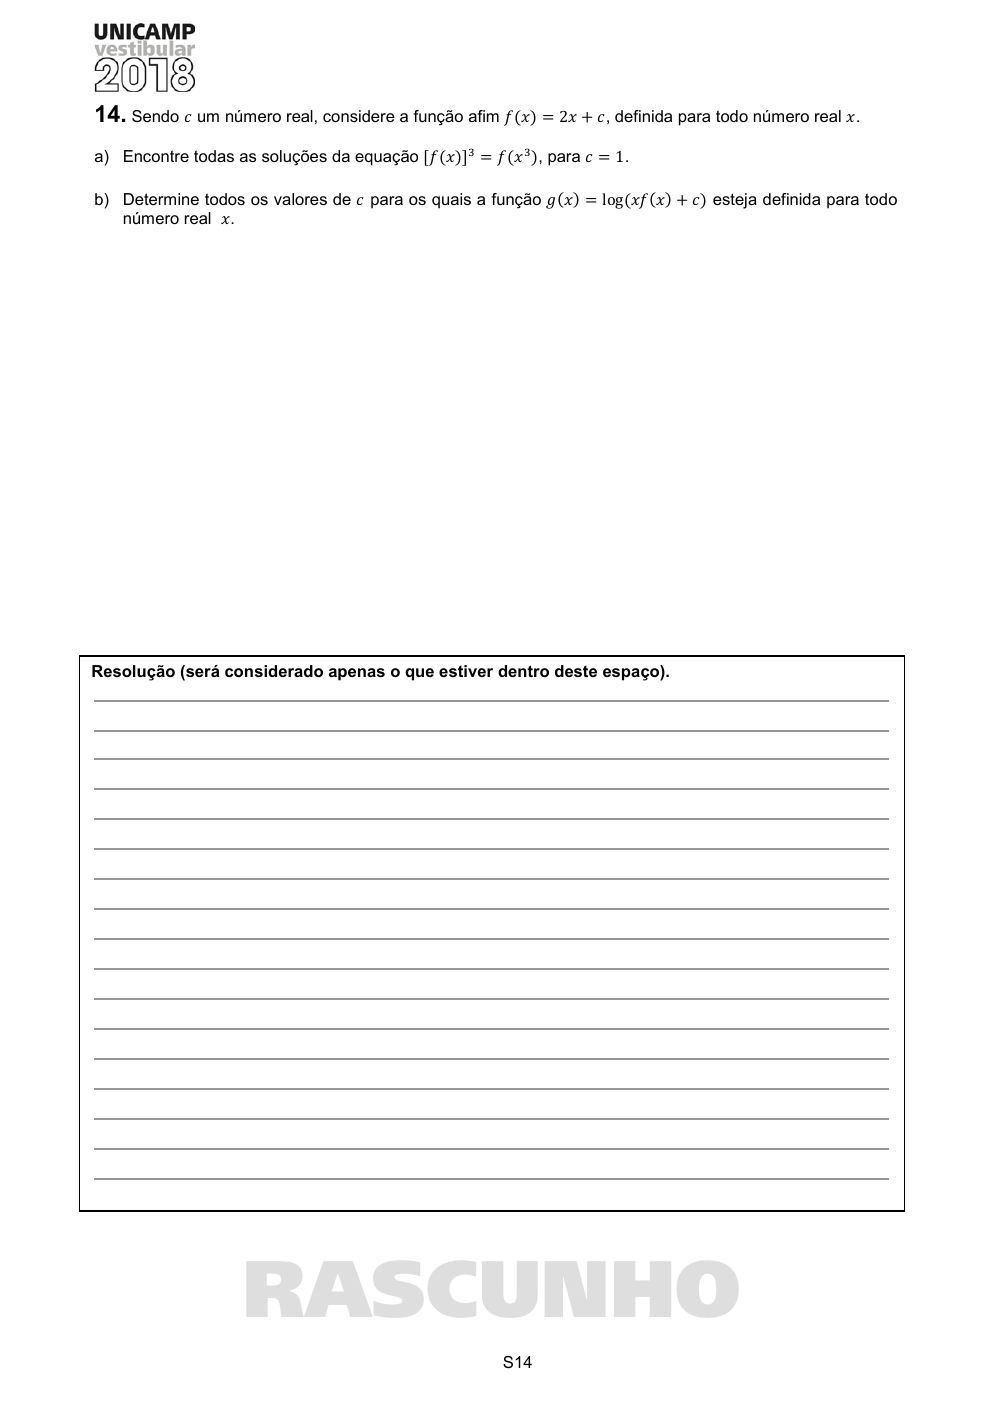 UNICAMP
vestibular
2018
14. Sendo c um número real, considere a função afim f(x) = 2x + c, definida para todo número real x.
a) Encontre todas as soluções da equação [f(x)]³ = f(x³), para c = 1.
b) Determine todos os valores de c para os quais a função g(x) = log(xf(x) + c) esteja definida para todo
número real x.
Resolução (será considerado apenas o que estiver dentro deste espaço).
RASCUNHO
S14